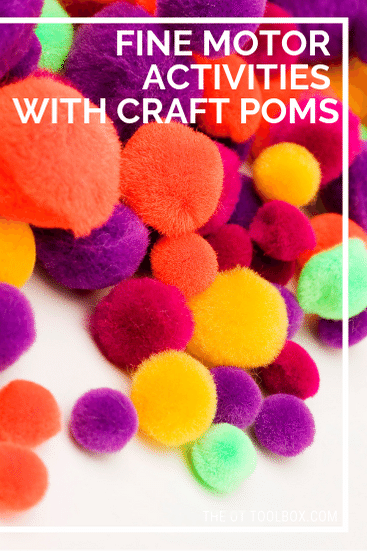 FINE MOTOR
ACTIVITIES
WITH CRAFT POMS
THE OT TOOLBOX.COM